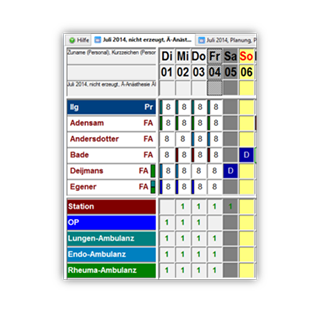 Hilfe Juli 2014, nicht erzeugt, Ä-Anäst... Juli 2014, Planung, P
Zuname (Personal), Kurzzeichen (Person
Juli 2014, nicht erzeugt, Ä-Anästhesie Ä
Di Mi Do Fr Sa So
01 02 03 04 05 06
Ilg Pr 8 8 8 8
Adensam FA 8 8 8 8
Andersdotter FA 8 8 8 8
Bade FA 8 8 8 8 D
Deijmans FA 8 8 8 8 D
Egener FA 8 8 8 8
Station 1 1 1 1
OP 1 1 1
Lungen-Ambulanz 1 1 1 1
Endo-Ambulanz 1 1 1 1
Rheuma-Ambulanz 1 1 1 1